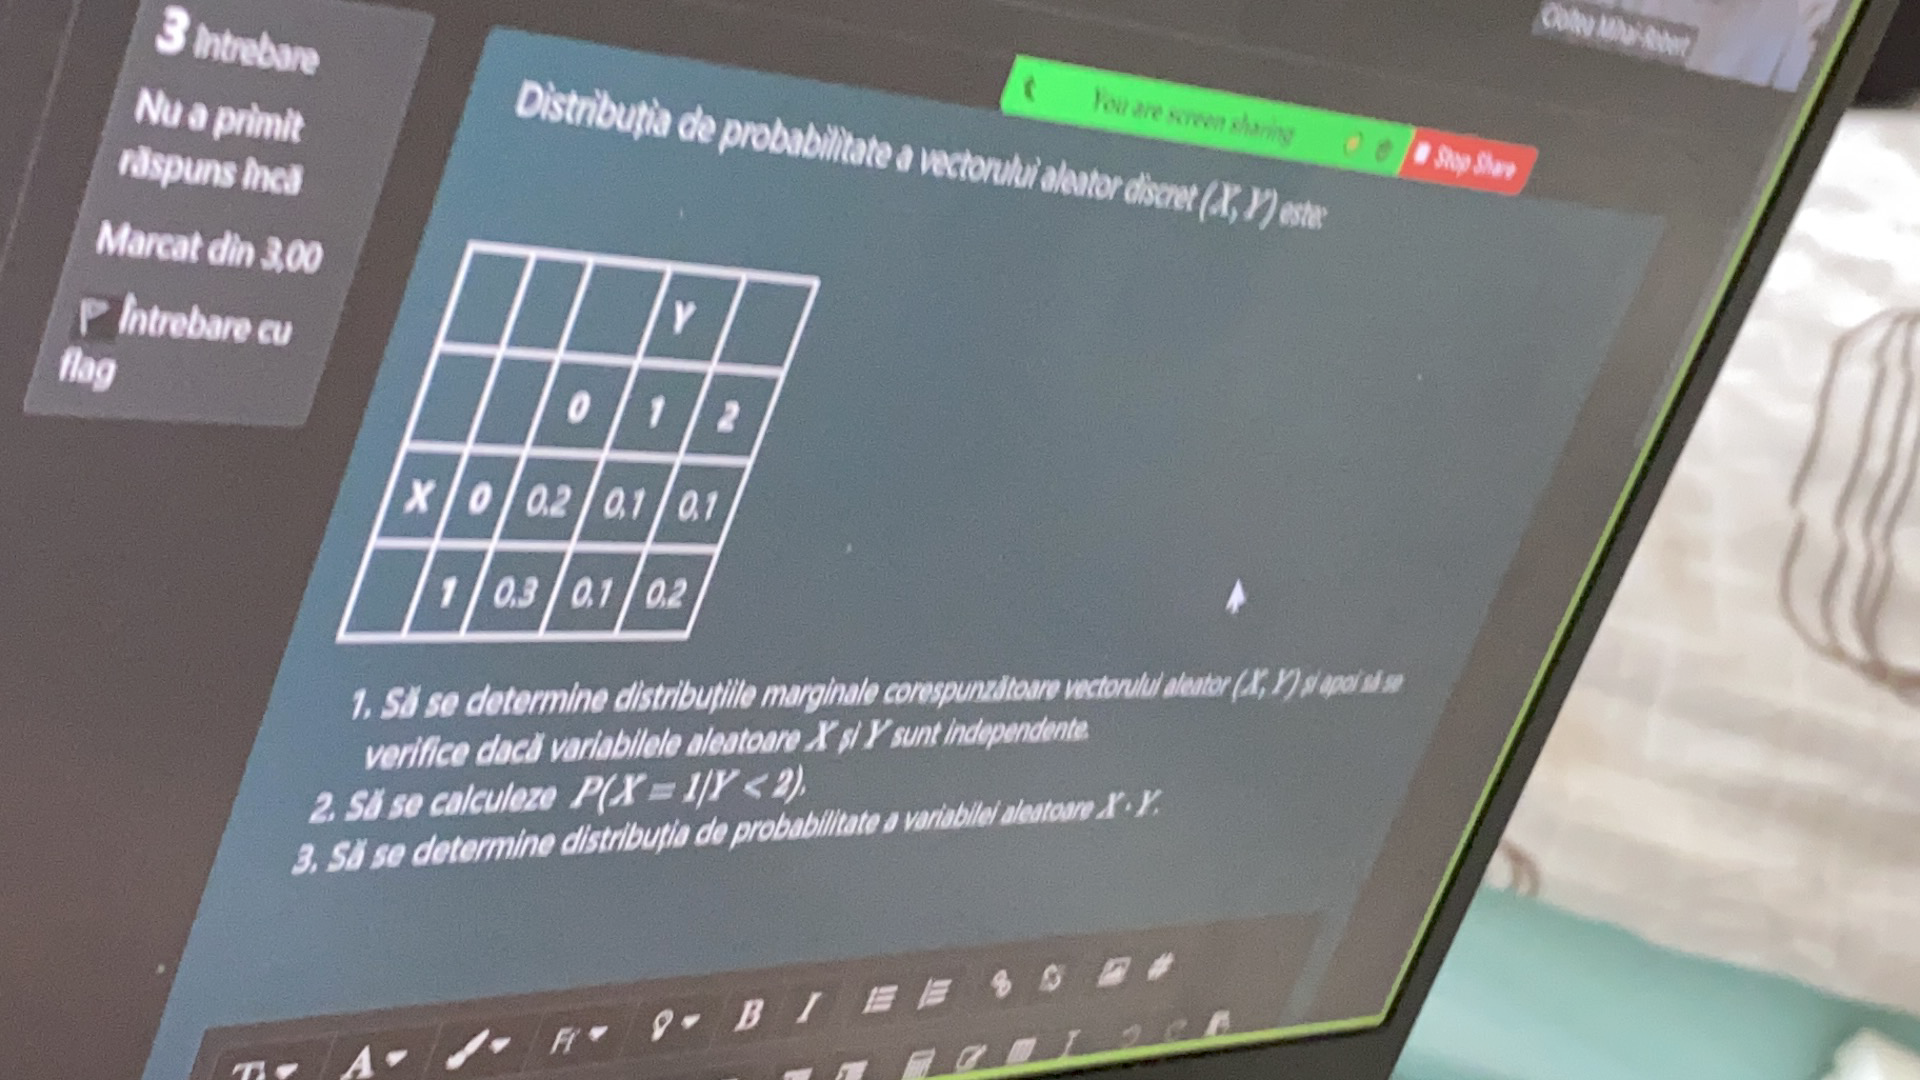 Cioltea Mihai-Robert
3 Întrebare
Nu a primit
răspuns încă
Marcat din 3,00
Întrebare cu
flag
You are screen sharing
Stop Share
Distribuția de probabilitate a vectorului aleator discret (X, Y) este:
Y
0 1 2
X 0 0.2 0.1 0.1
1 0.3 0.1 0.2
1. Să se determine distribuțiile marginale corespunzătoare vectorului aleator (X, Y) și apoi să se
verifice dacă variabilele aleatoare X și Y sunt independente.
2. Să se calculeze P(X = 1|Y < 2).
3. Să se determine distribuția de probabilitate a variabilei aleatoare X · Y.